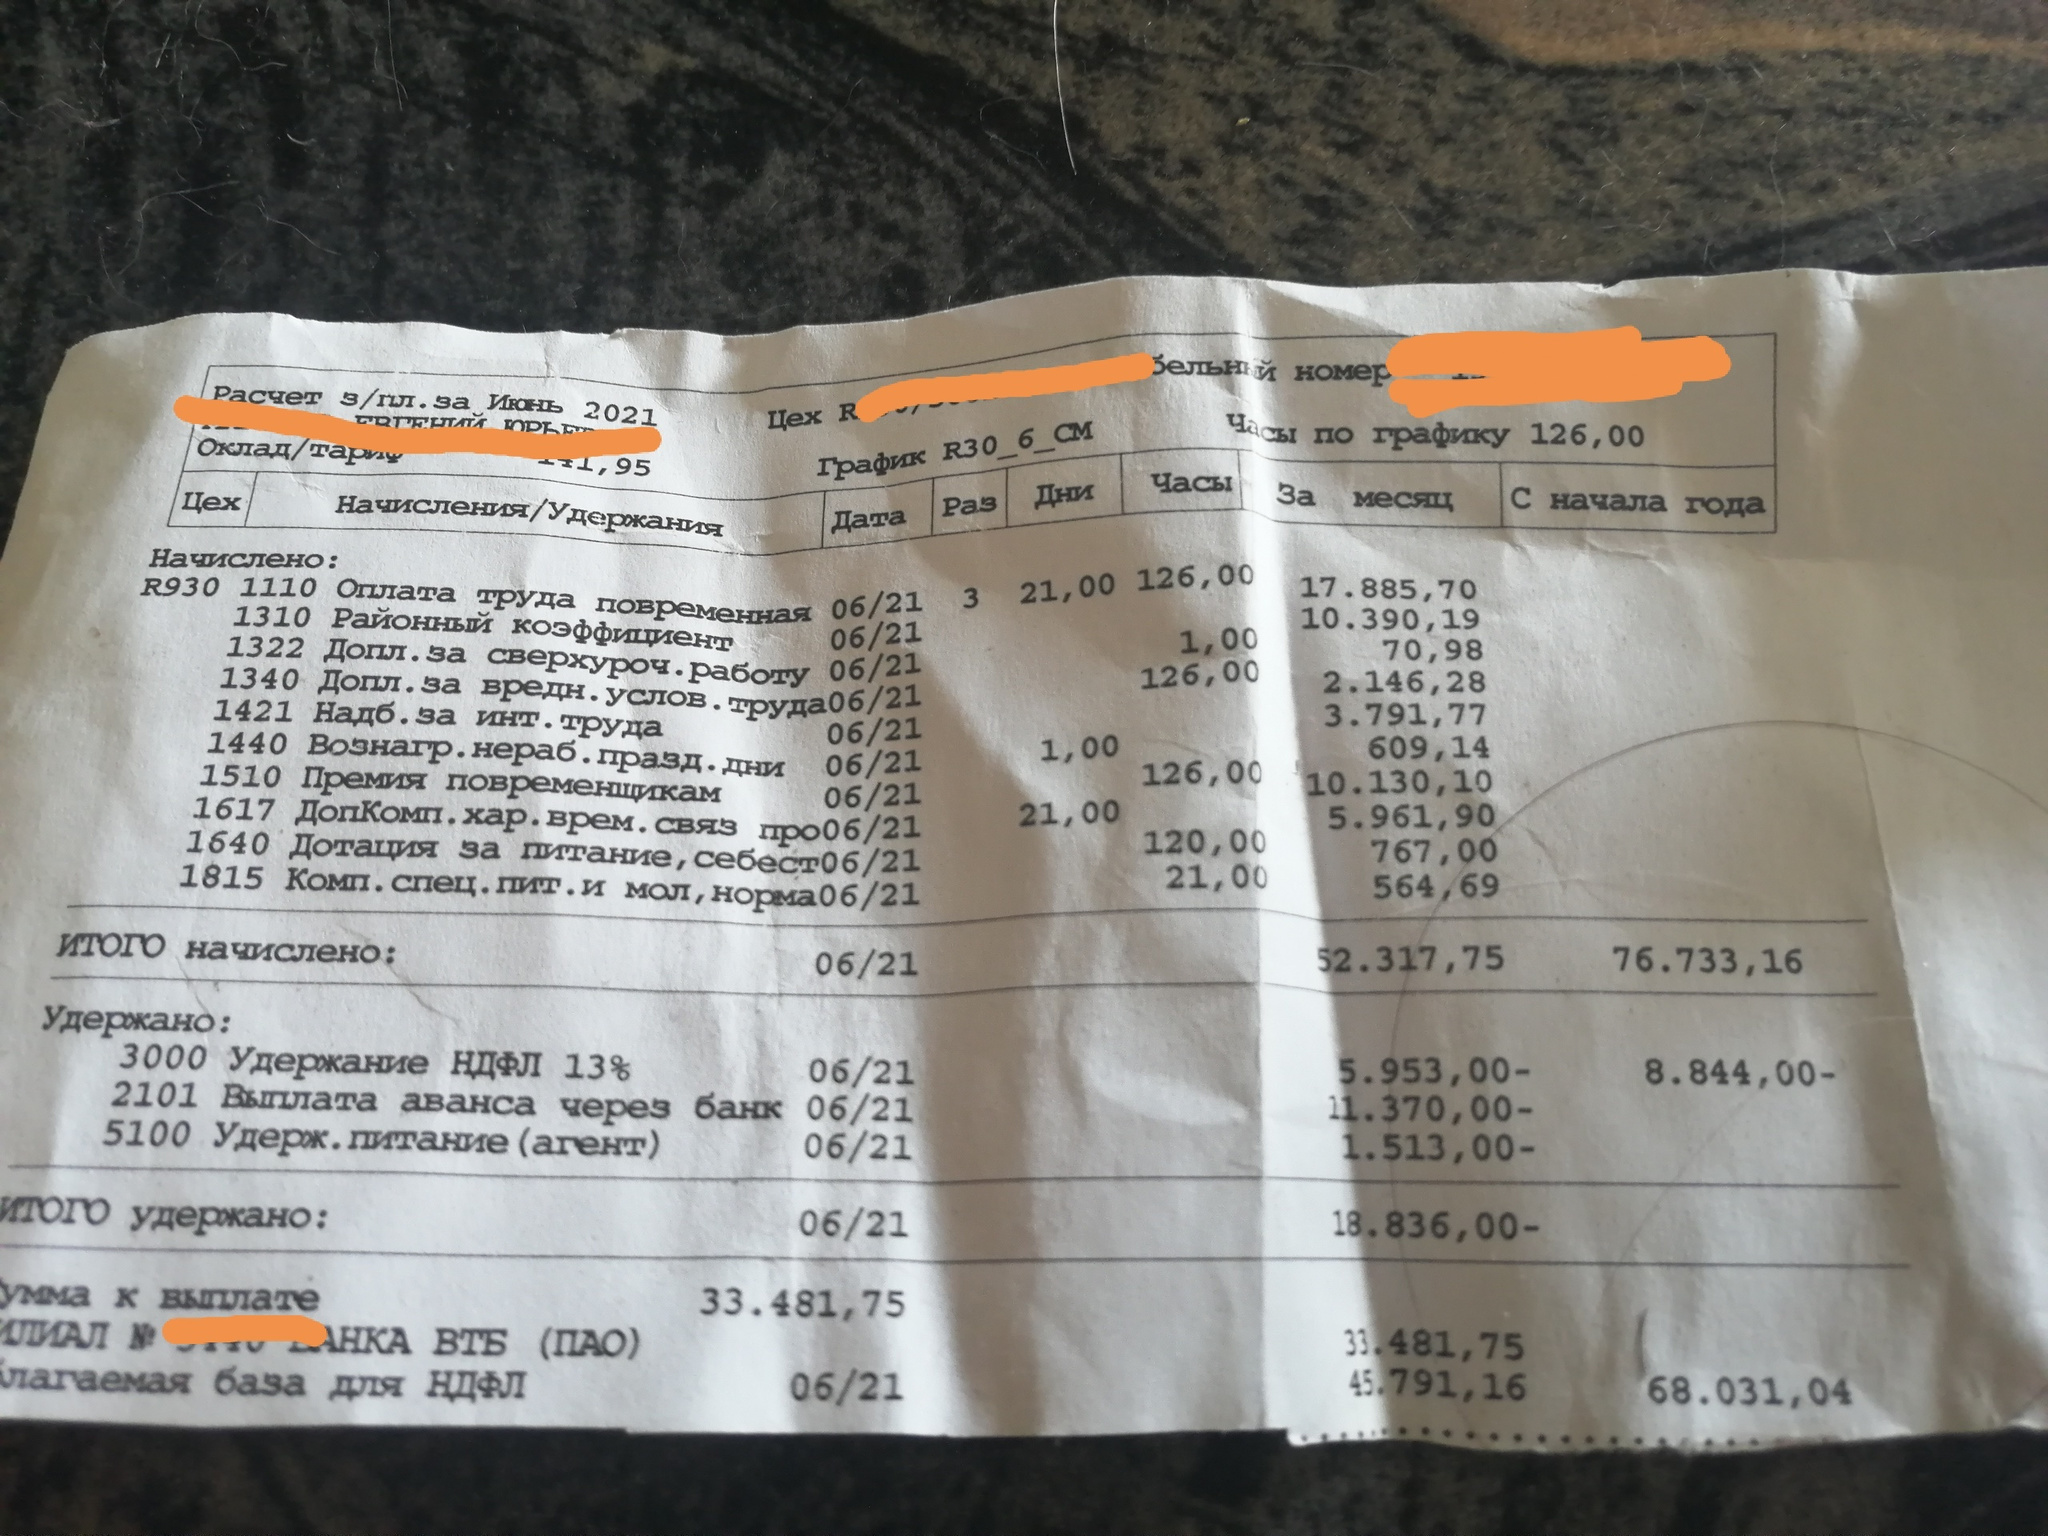 Расчет з/пл.за Июнь 2021 Цех бельный номер
ЕВГЕНИЙ
Оклад/тариф 141,95 График R30_6_СМ Часы по графику 126,00
Цех Начисления/Удержания Дата Раз Дни Часы За месяц С начала года
Начислено:
R930 1110 Оплата труда повременная 06/21 3 21,00 126,00 17.885,70
1310 Районный коэффициент 06/21 10.390,19
1322 Допл.за сверхуроч.работу 06/21 1,00 70,98
1340 Допл.за вредн.услов.труда06/21 126,00 2.146,28
1421 Надб.за инт.труда 06/21 3.791,77
1440 Вознагр.нераб.празд.дни 06/21 1,00 609,14
1510 Премия повременщикам 06/21 126,00 10.130,10
1617 ДопКомп.хар.врем.связ про06/21 21,00 5.961,90
1640 Дотация за питание,себест06/21 120,00 767,00
1815 Комп.спец.пит.и мол,норма06/21 21,00 564,69
ИТОГО начислено: 06/21 52.317,75 76.733,16
Удержано:
3000 Удержание НДФЛ 13% 06/21 5.953,00- 8.844,00-
2101 Выплата аванса через банк 06/21 11.370,00-
5100 Удерж.питание(агент) 06/21 1.513,00-
ИТОГО удержано: 06/21 18.836,00-
умма к выплате 33.481,75
ИЛИАЛ № БАНКА ВТБ (ПАО) 33.481,75
благаемая база для НДФЛ 06/21 45.791,16 68.031,04